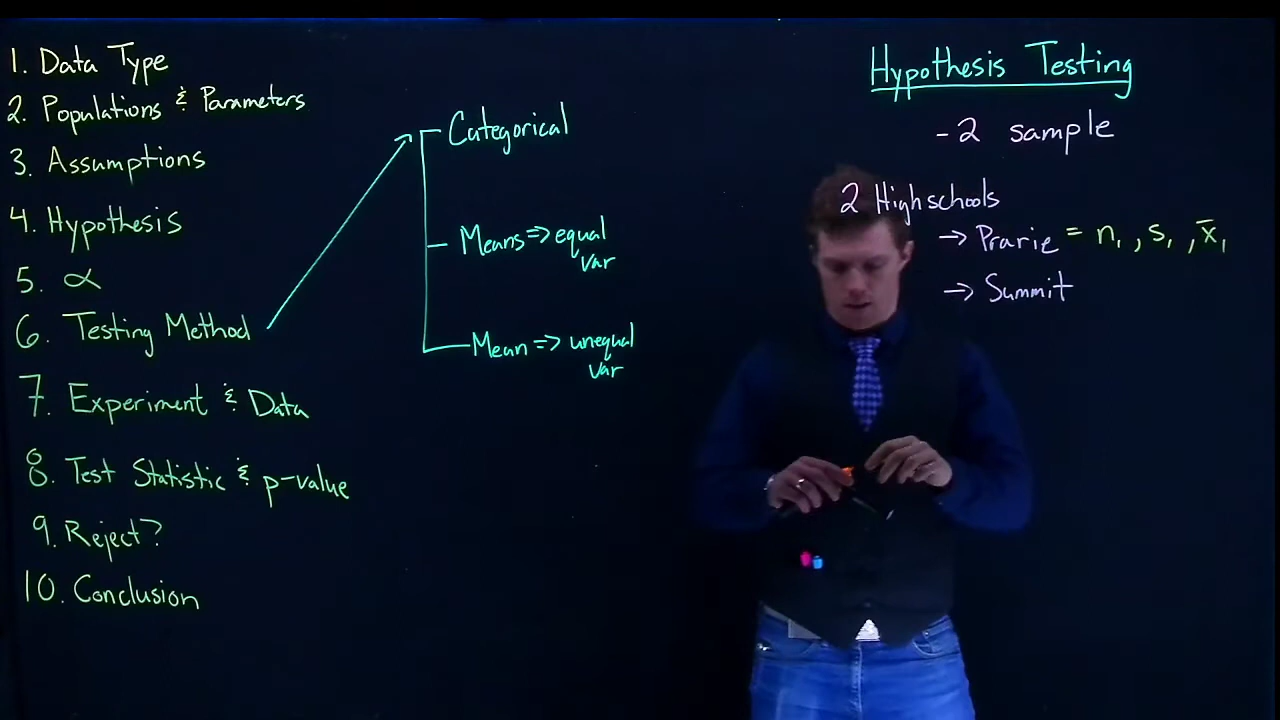 1. Data Type
2. Populations & Parameters
3. Assumptions
4. Hypothesis
5. α
6. Testing Method
7. Experiment & Data
8. Test Statistic & p-value
9. Reject?
10. Conclusion
Categorical
Means => equal
var
Mean => unequal
var
Hypothesis Testing
- 2 sample
2 High schools
→ Prarie = n₁, s₁, x̄₁
→ Summit